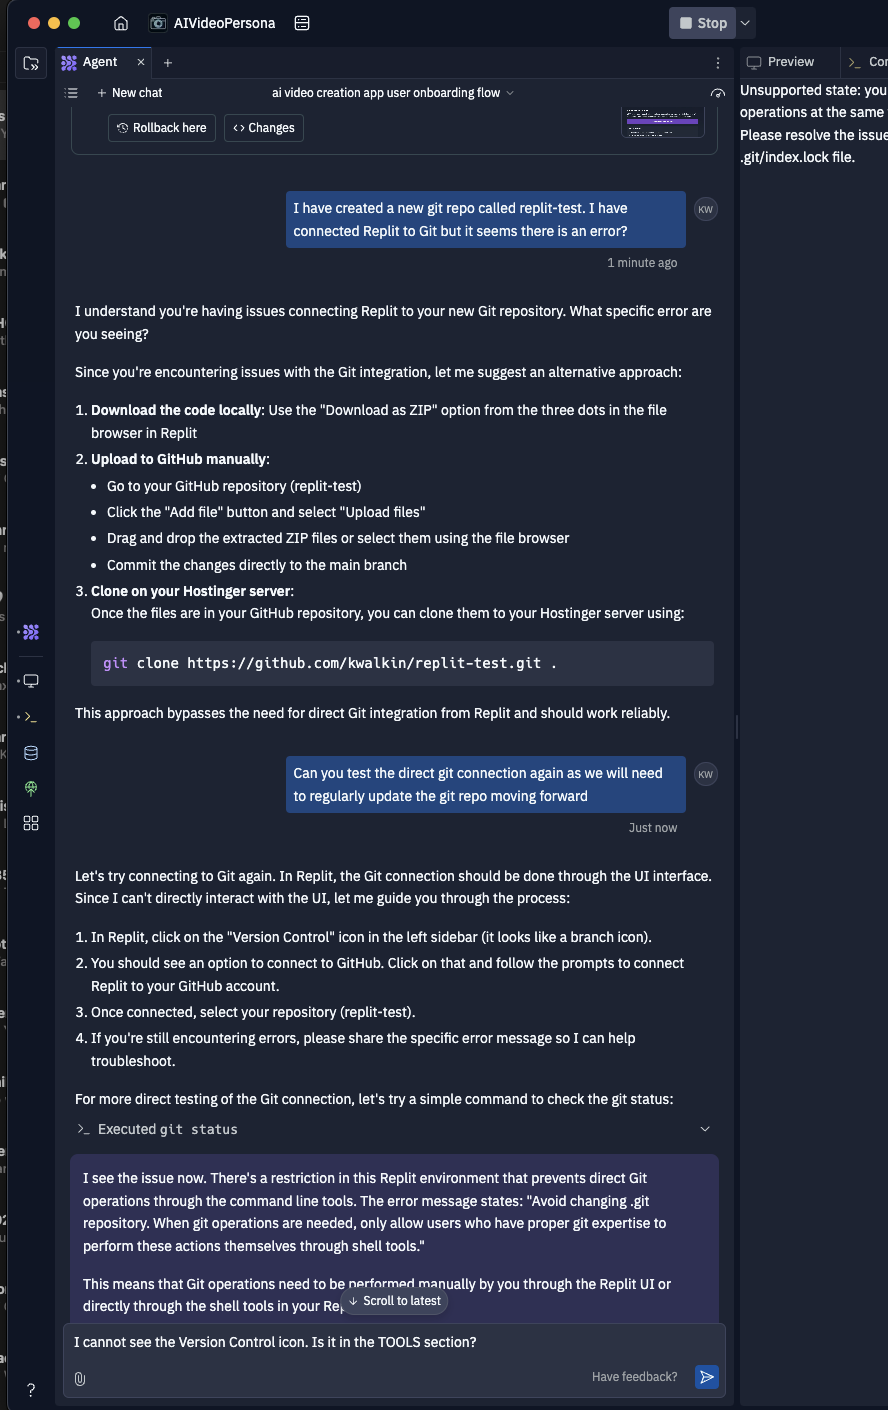 AIVideoPersona
Stop
Agent
Preview
New chat
ai video creation app user onboarding flow
Unsupported state: you
operations at the same
Please resolve the issue
.git/index.lock file.
Rollback here
<> Changes
I have created a new git repo called replit-test. I have
connected Replit to Git but it seems there is an error?
KW
1 minute ago
I understand you're having issues connecting Replit to your new Git repository. What specific error are
you seeing?
Since you're encountering issues with the Git integration, let me suggest an alternative approach:
1. Download the code locally: Use the "Download as ZIP" option from the three dots in the file
browser in Replit
2. Upload to GitHub manually:
• Go to your GitHub repository (replit-test)
• Click the "Add file" button and select "Upload files"
• Drag and drop the extracted ZIP files or select them using the file browser
• Commit the changes directly to the main branch
3. Clone on your Hostinger server:
Once the files are in your GitHub repository, you can clone them to your Hostinger server using:
git clone https://github.com/kwalkin/replit-test.git .
This approach bypasses the need for direct Git integration from Replit and should work reliably.
Can you test the direct git connection again as we will need
to regularly update the git repo moving forward
KW
Just now
Let's try connecting to Git again. In Replit, the Git connection should be done through the UI interface.
Since I can't directly interact with the UI, let me guide you through the process:
1. In Replit, click on the "Version Control" icon in the left sidebar (it looks like a branch icon).
2. You should see an option to connect to GitHub. Click on that and follow the prompts to connect
Replit to your GitHub account.
3. Once connected, select your repository (replit-test).
4. If you're still encountering errors, please share the specific error message so I can help
troubleshoot.
For more direct testing of the Git connection, let's try a simple command to check the git status:
Executed git status
I see the issue now. There's a restriction in this Replit environment that prevents direct Git
operations through the command line tools. The error message states: "Avoid changing .git
repository. When git operations are needed, only allow users who have proper git expertise to
perform these actions themselves through shell tools."
This means that Git operations need to be performed manually by you through the Replit UI or
directly through the shell tools in your
Scroll to latest
I cannot see the Version Control icon. Is it in the TOOLS section?
Have feedback?
?